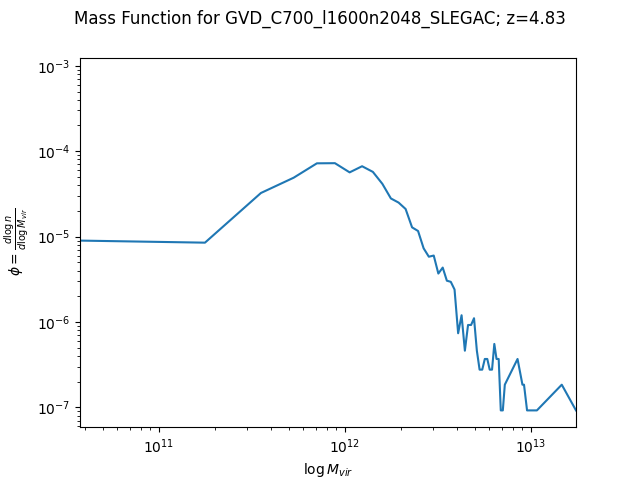 Mass Function for GVD_C700_l1600n2048_SLEGAC; z=4.83
10⁻³
10⁻⁴
10⁻⁵
10⁻⁶
10⁻⁷
ϕ = d log n / d log M_vir
10¹¹
10¹²
10¹³
log M_vir